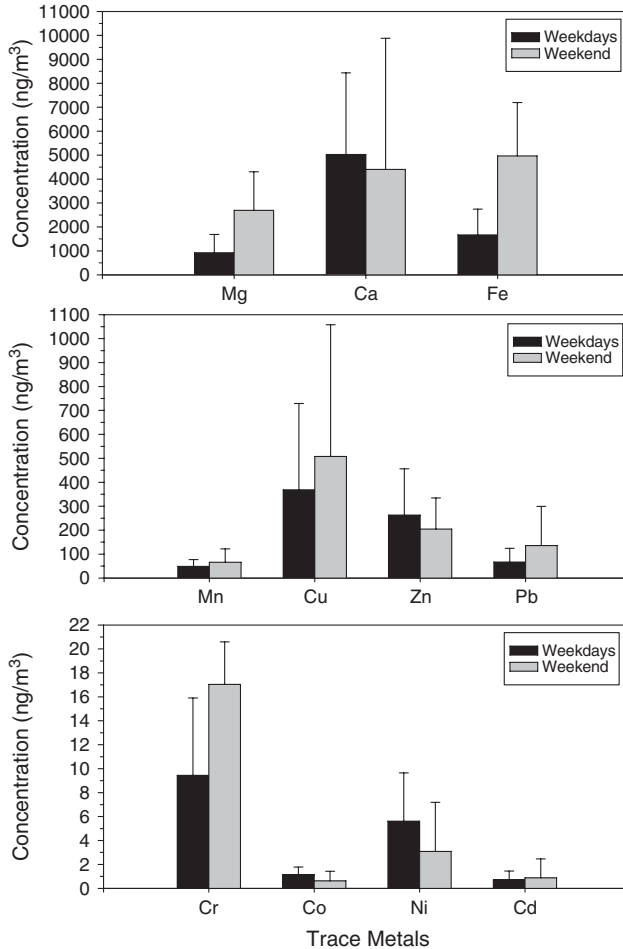 11000
10000
9000
8000
7000
6000
5000
4000
3000
2000
1000
0
Concentration (ng/m³)
Weekdays
Weekend
Mg Ca Fe
1100
1000
900
800
700
600
500
400
300
200
100
0
Concentration (ng/m³)
Weekdays
Weekend
Mn Cu Zn Pb
22
20
18
16
14
12
10
8
6
4
2
0
Concentration (ng/m³)
Weekdays
Weekend
Cr Co Ni Cd
Trace Metals